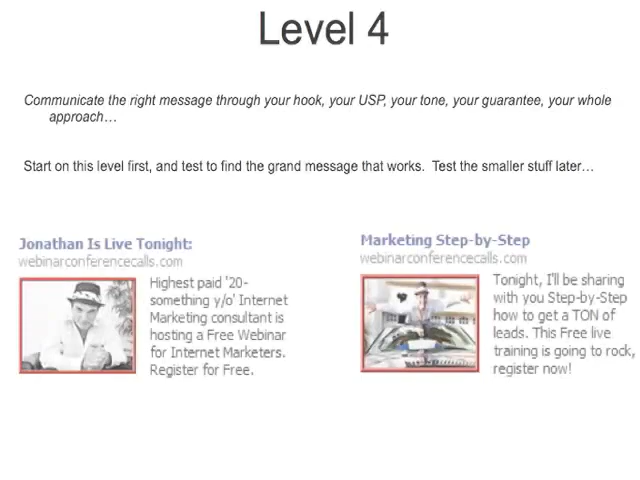 Level 4
Communicate the right message through your hook, your USP, your tone, your guarantee, your whole
approach…
Start on this level first, and test to find the grand message that works.  Test the smaller stuff later…
Jonathan Is Live Tonight:
webinarconferencecalls.com
Highest paid '20-
something y/o' Internet
Marketing consultant is
hosting a Free Webinar
for Internet Marketers.
Register for Free.
Marketing Step-by-Step
webinarconferencecalls.com
Tonight, I'll be sharing
with you Step-by-Step
how to get a TON of
leads. This Free live
training is going to rock,
register now!